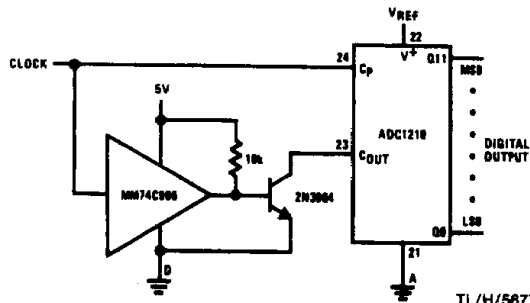 VREF
22
CLOCK
24
V+
Q11
CP
MSB
5V
ADC1210
10k
23
COUT
DIGITAL
OUTPUT
MM74C906
2N3904
LSB
Q0
21
D
A
TL/H/567